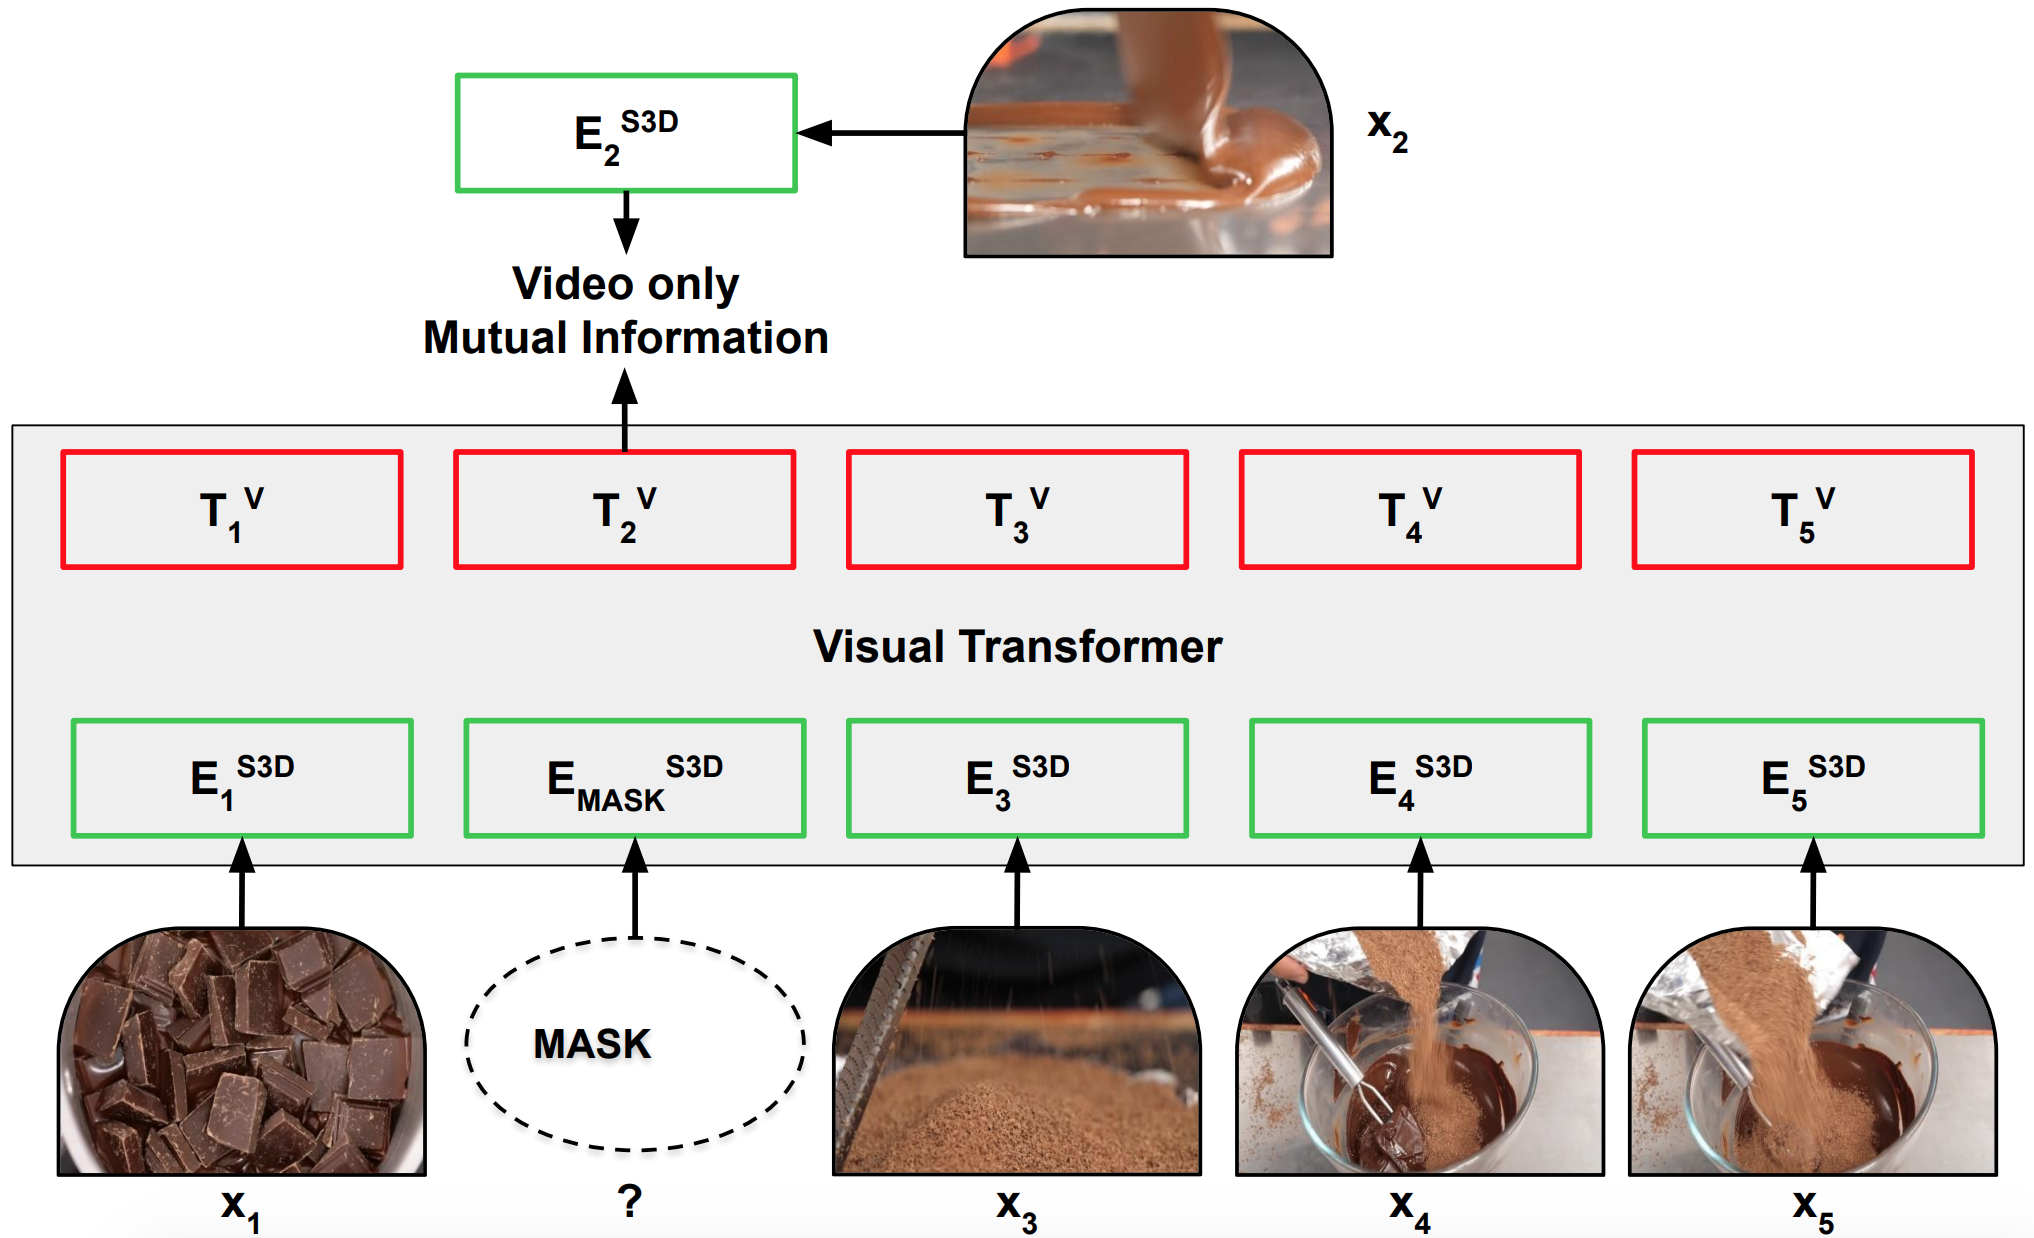 E₂S3D
x₂
Video only
Mutual Information
T₁V
T₂V
T₃V
T₄V
T₅V
Visual Transformer
E₁S3D
EMASKS3D
E₃S3D
E₄S3D
E₅S3D
MASK
x₁
?
x₃
x₄
x₅